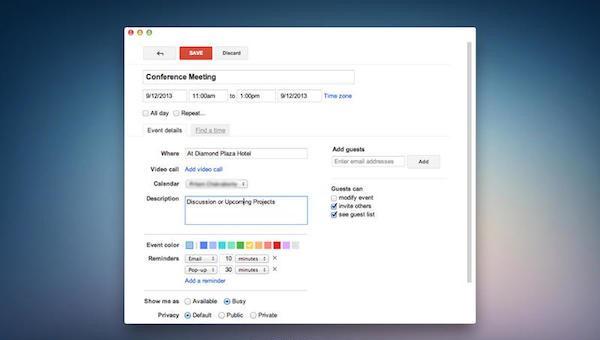 SAVE Discard
Conference Meeting
9/12/2013 11:00am to 1:00pm 9/12/2013 Time zone
All day Repeat...
Event details Find a time
Where At Diamond Plaza Hotel
Video call Add video call
Calendar
Description Discussion or Upcoming Projects
Event color
Reminders Email 10 minutes ×
Pop-up 30 minutes ×
Add a reminder
Show me as Available Busy
Privacy Default Public Private
Add guests
Enter email addresses Add
Guests can
modify event
invite others
see guest list